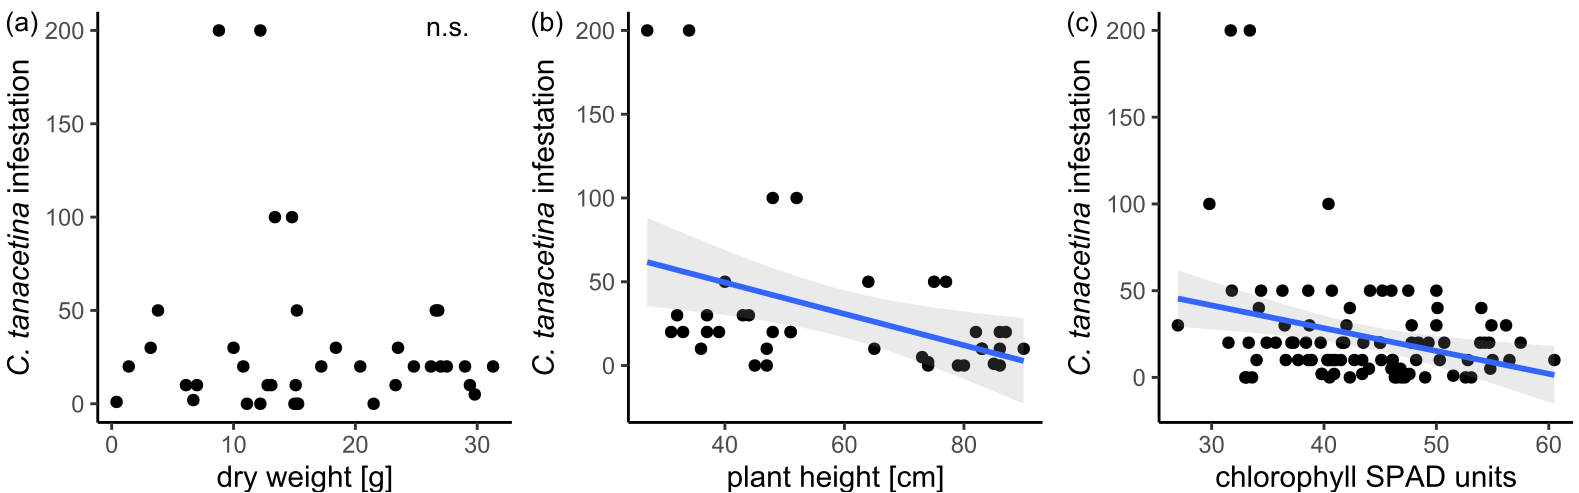 (a)
C. tanacetina infestation
200
150
100
50
0
n.s.
0 10 20 30
dry weight [g]
(b)
C. tanacetina infestation
200
150
100
50
0
40 60 80
plant height [cm]
(c)
C. tanacetina infestation
200
150
100
50
0
30 40 50 60
chlorophyll SPAD units